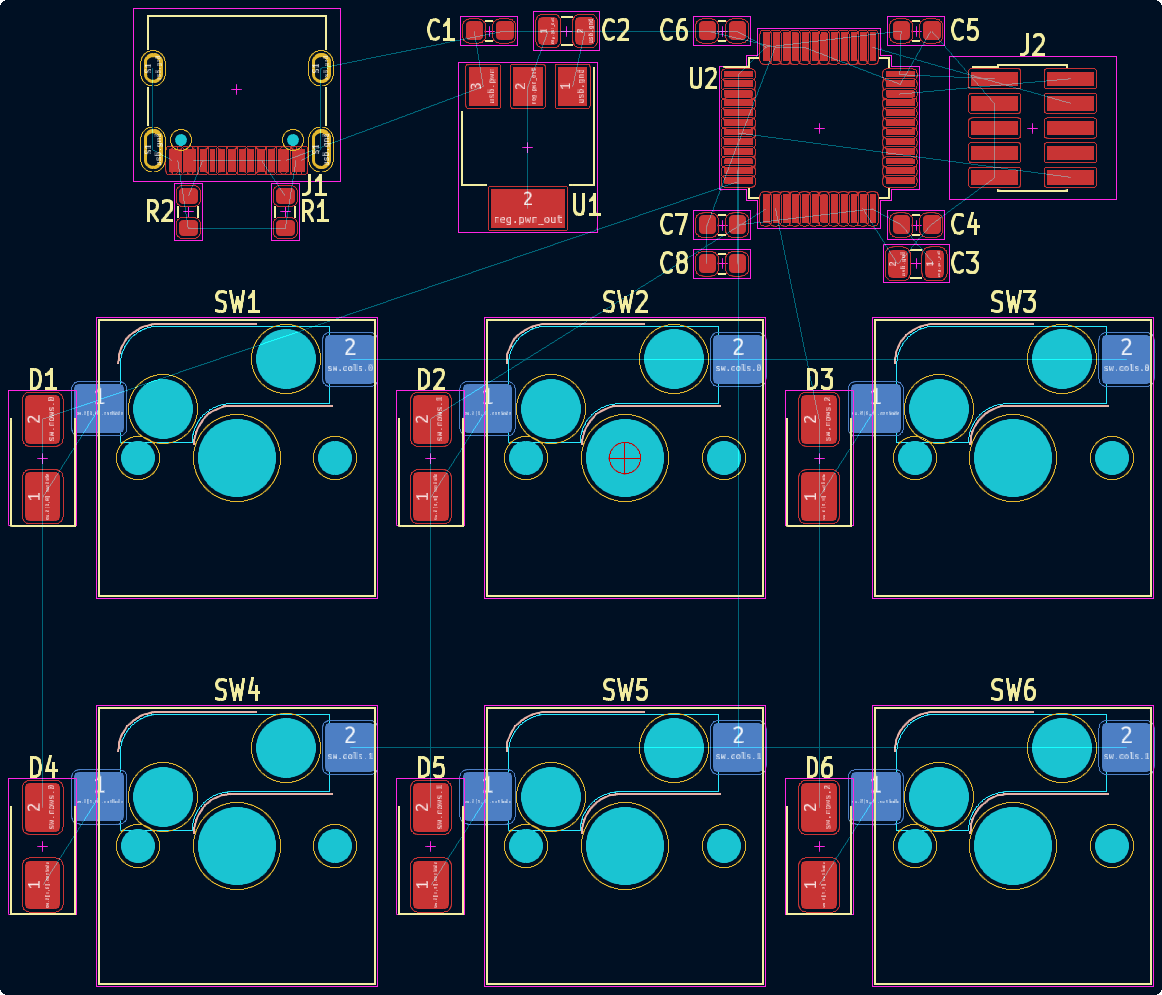 C1
C2
C6
C5
J2
U2
3
usb.pwr
2
reg.pwr_out
1
usb.gnd
J1
R2
R1
2
reg.pwr_out
U1
C7
C4
C8
C3
2
usb.gnd
1
SW1
SW2
SW3
2
sw.cols.0
2
sw.cols.0
2
sw.cols.0
D1
D2
D3
1
1
1
2
sw.rows.0
2
sw.rows.1
2
sw.rows.2
1
1
1
SW4
SW5
SW6
2
sw.cols.1
2
sw.cols.1
2
sw.cols.1
D4
D5
D6
1
1
1
2
sw.rows.0
2
sw.rows.1
2
sw.rows.2
1
1
1